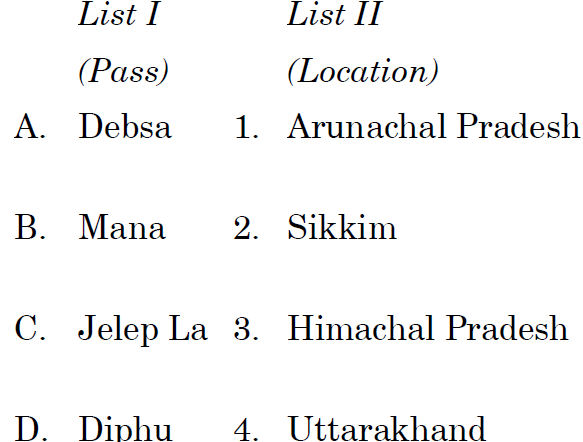 List I List II
(Pass) (Location)
A. Debsa 1. Arunachal Pradesh
B. Mana 2. Sikkim
C. Jelep La 3. Himachal Pradesh
D. Diphu 4. Uttarakhand